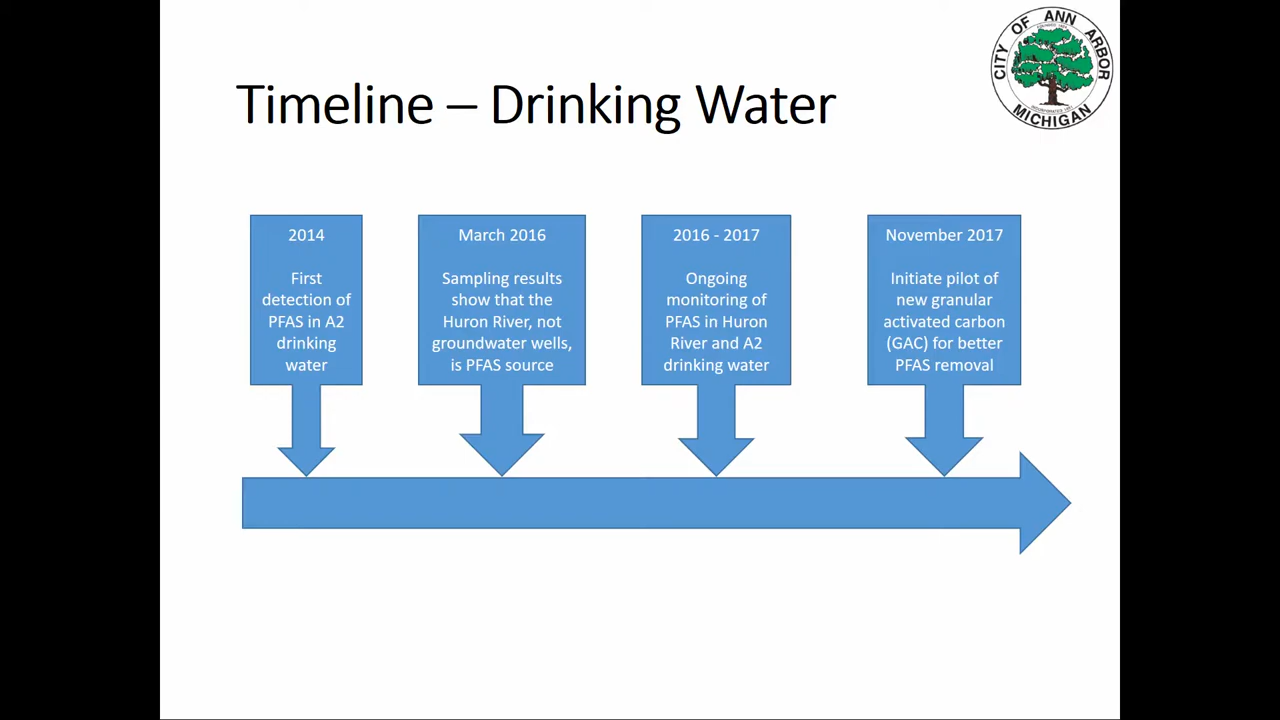 CITY OF ANN ARBOR
MICHIGAN
Timeline – Drinking Water
2014
First
detection of
PFAS in A2
drinking
water
March 2016
Sampling results
show that the
Huron River, not
groundwater wells,
is PFAS source
2016 - 2017
Ongoing
monitoring of
PFAS in Huron
River and A2
drinking water
November 2017
Initiate pilot of
new granular
activated carbon
(GAC) for better
PFAS removal